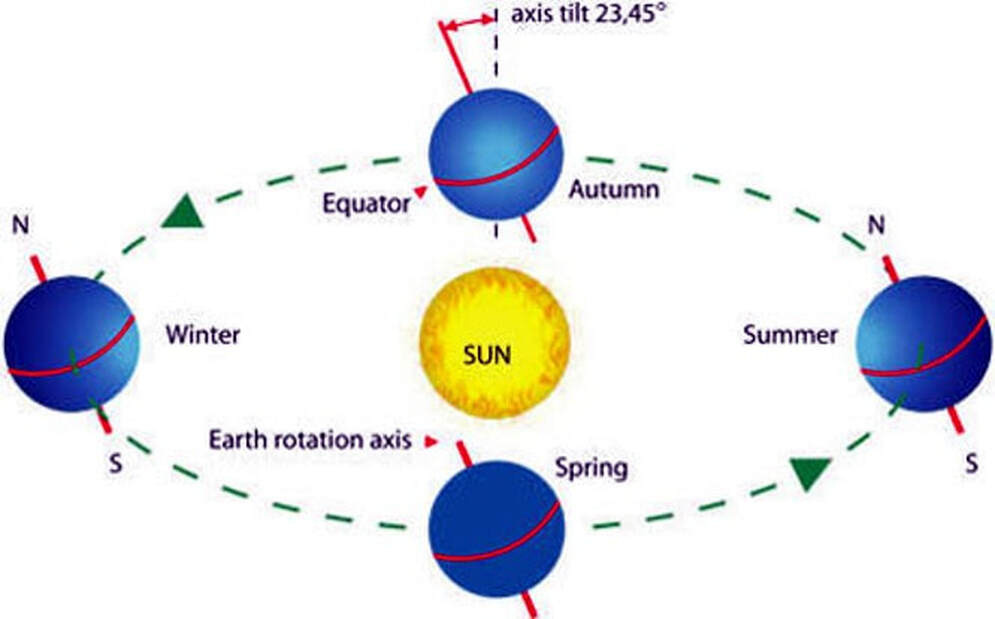 axis tilt 23,45°
Equator
Autumn
N
N
Winter
SUN
Summer
Earth rotation axis
S
Spring
S